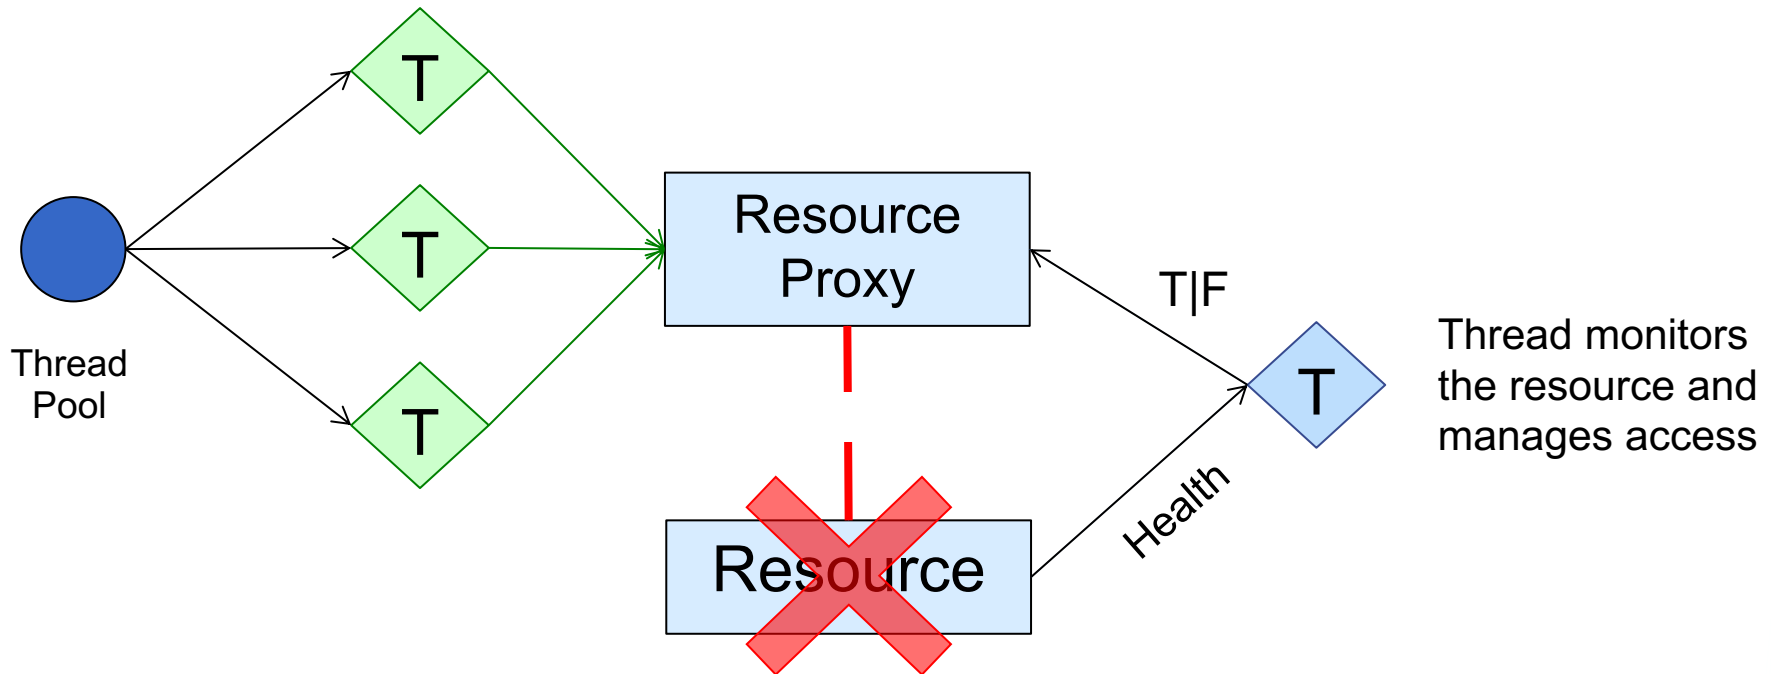 T
T
T
Thread
Pool
Resource
Proxy
T|F
T
Thread monitors
the resource and
manages access
Health
Resource